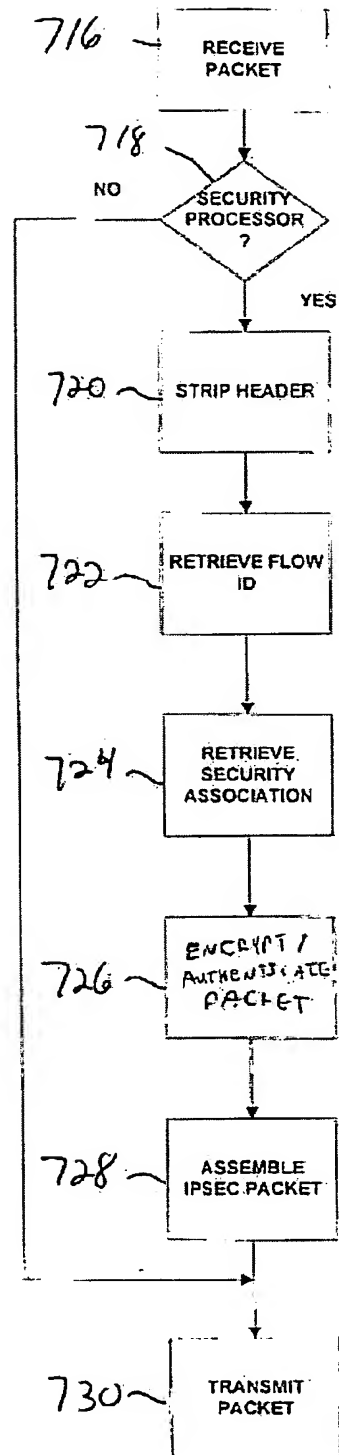 716
RECEIVE
PACKET
718
NO
SECURITY
PROCESSOR
?
YES
720
STRIP HEADER
722
RETRIEVE FLOW
ID
724
RETRIEVE
SECURITY
ASSOCIATION
726
ENCRYPT /
AUTHENTICATE
PACKET
728
ASSEMBLE
IPSEC PACKET
730
TRANSMIT
PACKET